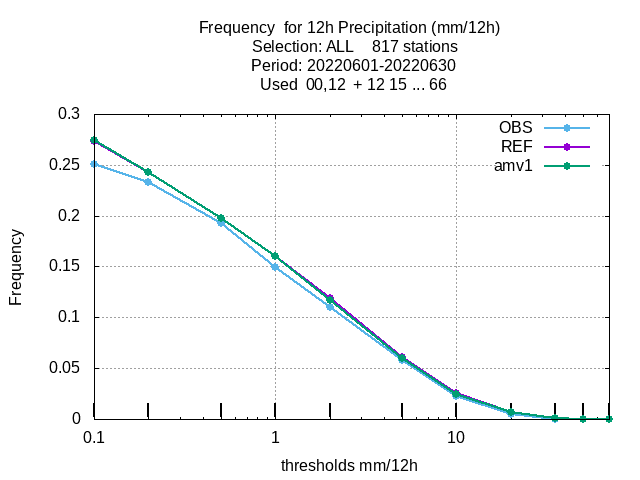 Frequency  for 12h Precipitation (mm/12h)
Selection: ALL    817 stations
Period: 20220601-20220630
Used  00,12  + 12 15 ... 66
0.3
0.25
0.2
0.15
0.1
0.05
0
Frequency
OBS
REF
amv1
0.1 1 10
thresholds mm/12h